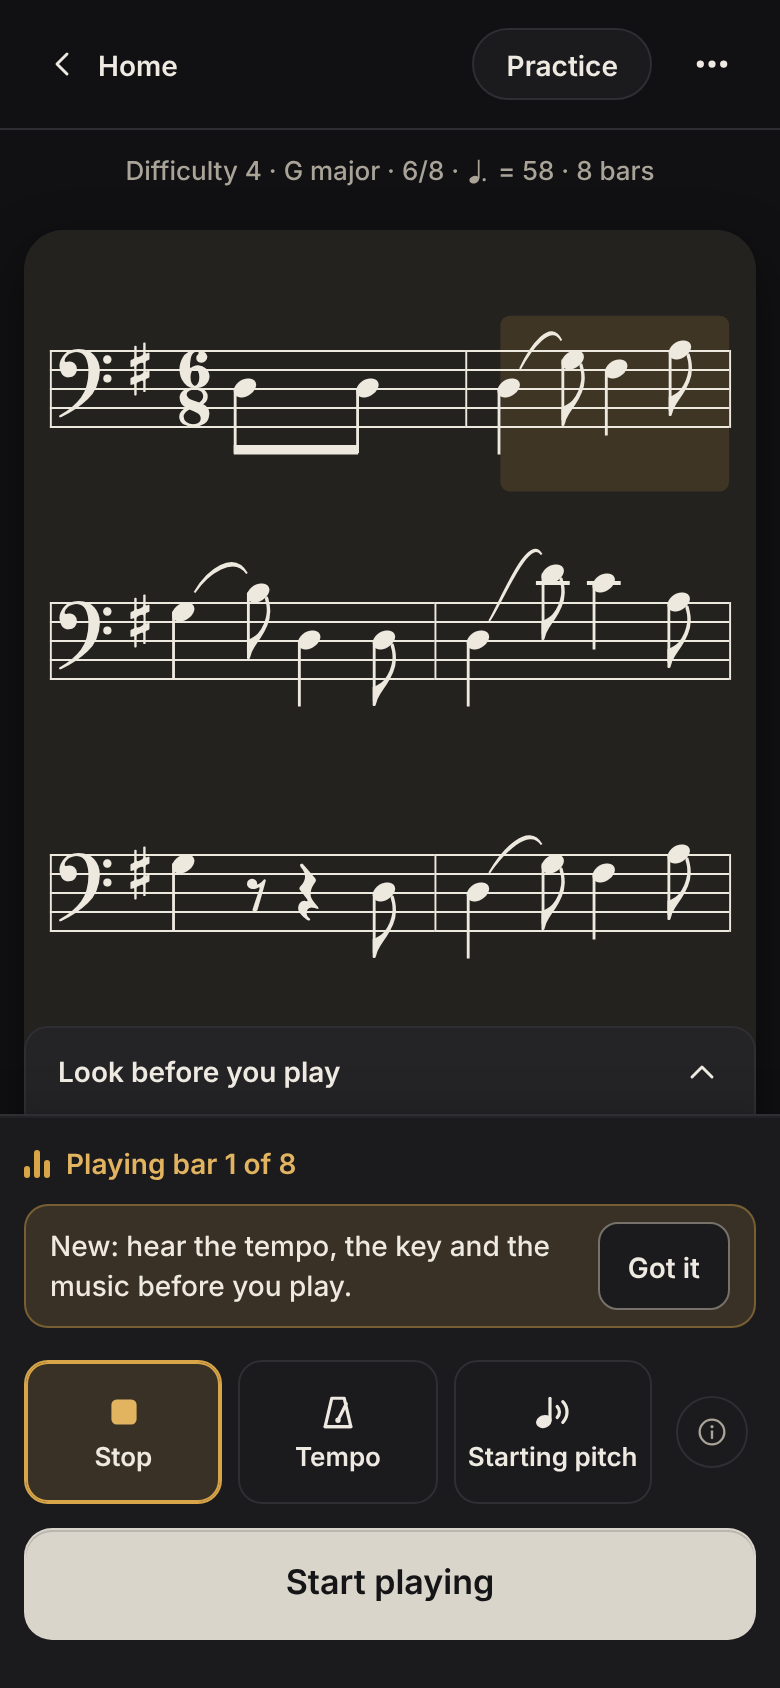 Home
Practice
Difficulty 4 · G major · 6/8 · ♩. = 58 · 8 bars
6
8
Look before you play
Playing bar 1 of 8
New: hear the tempo, the key and the
music before you play.
Got it
Stop
Tempo
Starting pitch
Start playing